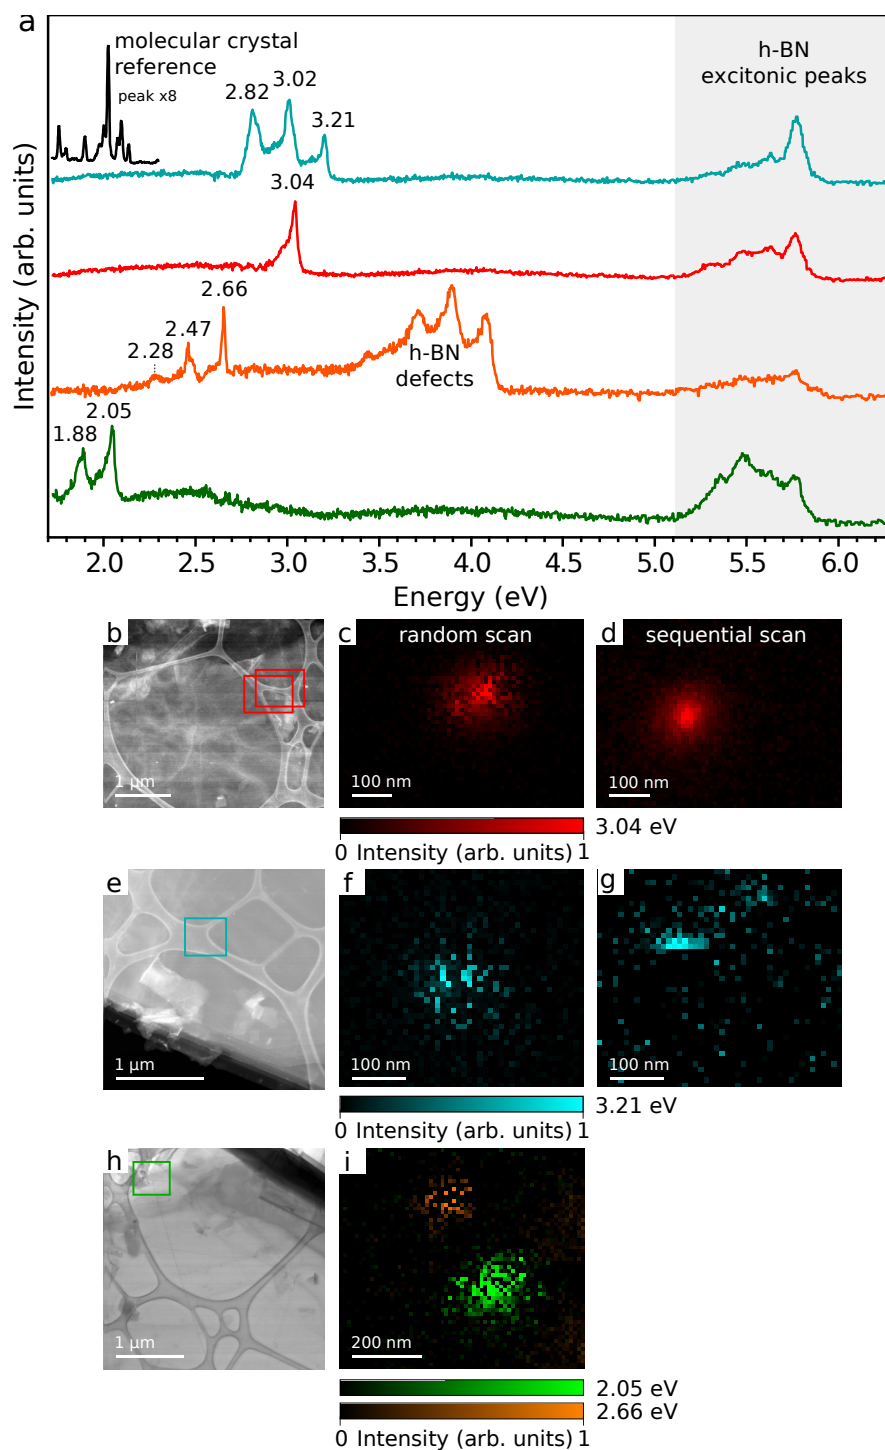 a
molecular crystal
reference
peak x8
2.82
3.02
3.21
h-BN
excitonic peaks
3.04
2.66
2.47
2.28
h-BN
defects
2.05
1.88
Intensity (arb. units)
2.0 2.5 3.0 3.5 4.0 4.5 5.0 5.5 6.0
Energy (eV)
b
1 µm
c
random scan
100 nm
d
sequential scan
100 nm
3.04 eV
0 Intensity (arb. units) 1
e
1 µm
f
100 nm
g
100 nm
3.21 eV
0 Intensity (arb. units) 1
h
1 µm
i
200 nm
2.05 eV
2.66 eV
0 Intensity (arb. units) 1